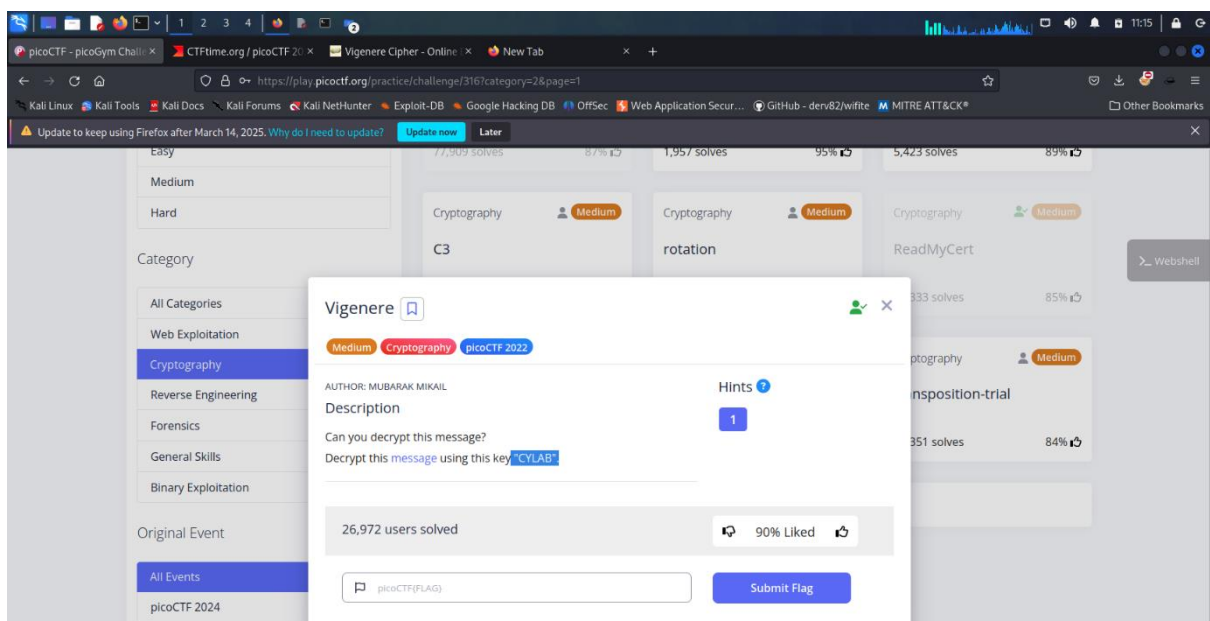 1 2 3 4 2 11:15
picoCTF - picoGym Challe CTFtime.org / picoCTF 20 Vigenere Cipher - Online New Tab
https://play.picoctf.org/practice/challenge/316?category=2&page=1
Kali Linux Kali Tools Kali Docs Kali Forums Kali NetHunter Exploit-DB Google Hacking DB OffSec Web Application Secur... GitHub - derv82/wifite MITRE ATT&CK® Other Bookmarks
Update to keep using Firefox after March 14, 2025. Why do I need to update? Update now Later
Easy 77,909 solves 87% 1,957 solves 95% 5,423 solves 89%
Medium
Hard
Cryptography Medium Cryptography Medium Cryptography Medium
C3 rotation ReadMyCert
Category
>_ Webshell
All Categories
333 solves 85%
Vigenere
Web Exploitation
Medium Cryptography picoCTF 2022
Cryptography
ptography Medium
Reverse Engineering
AUTHOR: MUBARAK MIKAIL
Hints ?
nsposition-trial
Description
1
Forensics
Can you decrypt this message?
351 solves 84%
General Skills
Decrypt this message using this key "CYLAB".
Binary Exploitation
Original Event
26,972 users solved 90% Liked
All Events
picoCTF{FLAG} Submit Flag
picoCTF 2024